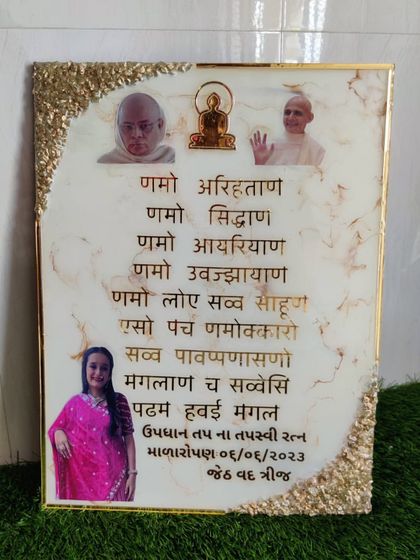 णमो अरिहंताणं
णमो सिद्धाणं
णमो आयरियाणं
णमो उवज्झायाणं
णमो लोए सव्व साहूणं
एसो पंच णमोक्कारो
सव्व पावप्पणासणो
मंगलाणं च सव्वेसिं
पढमं हवई मंगलं
ઉપધાન તપ ના તપસ્વી રત્ન
માળારોપણ ૦૬/૦૬/૨૦૨૩
જેઠ વદ ત્રીજ